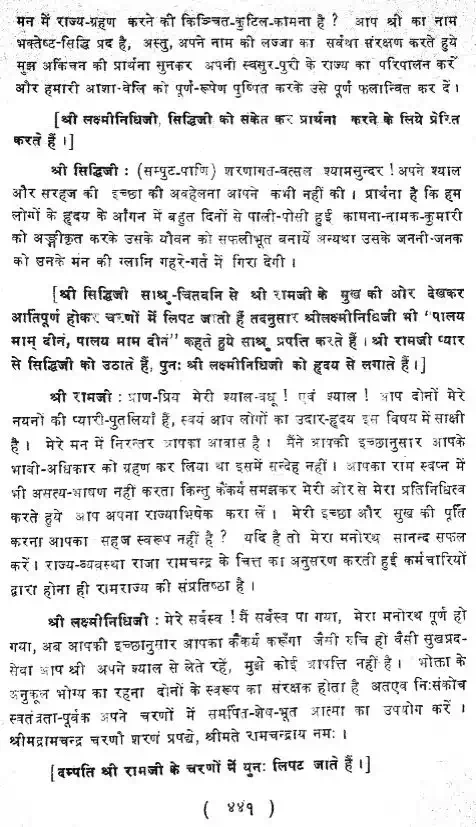 मन में राज्य-ग्रहण करने की किञ्चित-कुटिल-कामना है ? आप श्री का नाम
भक्तेष्ट-सिद्धि प्रद है, अस्तु, अपने नाम की लज्जा का सर्वथा संरक्षण करते हुये
मुझ अकिंचन की प्रार्थना सुनकर अपनी स्वसुर-पुरी के राज्य का परिपालन करें
और हमारी आशा-वेलि को पूर्ण-रूपेण पुष्पित करके उसे पूर्ण फलान्वित कर दें ।
[श्री लक्ष्मीनिधिजी, सिद्धिजी को संकेत कर प्रार्थना करने के लिये प्रेरित
करते हैं ।]
श्री सिद्धिजी : (सम्पुट-पाणि) शरणागत-वत्सल श्यामसुन्दर ! अपने श्याल
और सरहज की इच्छा की अवहेलना आपने कभी नहीं की । प्रार्थना है कि हम
लोगों के हृदय के आँगन में बहुत दिनों से पाली-पोसी हुई कामना-नामक-कुमारी
को अङ्गीकृत करके उसके यौवन को सफलीभूत बनायें अन्यथा उसके जननी-जनक
को उनके मन की ग्लानि गहरे-गर्त में गिरा देगी ।
[श्री सिद्धिजी साश्रु-चितवनि से श्री रामजी के मुख की ओर देखकर
आतिपूर्ण होकर चरणों में लिपट जाती हैं तदनुसार श्रीलक्ष्मीनिधिजी भी "पालय
माम् दीनं, पालय माम दीनं" कहते हुये साश्रु प्रपत्ति करते हैं । श्री रामजी प्यार
से सिद्धिजी को उठाते हैं, पुनः श्री लक्ष्मीनिधिजी को हृदय से लगाते हैं ।]
श्री रामजी : प्राण-प्रिय मेरी श्याल-वधू ! एवं श्याल ! आप दोनों मेरे
नयनों की प्यारी-पुतलियाँ हैं, स्वयं आप लोगों का उदार-हृदय इस विषय में साक्षी
है । मेरे मन में निरन्तर आपका आवास है । मैंने आपकी इच्छानुसार आपके
भावी-अधिकार को ग्रहण कर लिया था इसमें सन्देह नहीं । आपका राम स्वप्न में
भी असत्य-भाषण नहीं करता किन्तु कैंकर्य समझकर मेरी ओर से मेरा प्रतिनिधित्व
करते हुये आप अपना राज्याभिषेक करा लें । मेरी इच्छा और सुख की पूर्ति
करना आपका सहज स्वरूप नहीं है ? यदि है तो मेरा मनोरथ सानन्द सफल
करें । राज्य-व्यवस्था राजा रामचन्द्र के चित्त का अनुसरण करती हुई कर्मचारियों
द्वारा होना ही रामराज्य की संप्रतिष्ठा है ।
श्री लक्ष्मीनिधिजी : मेरे सर्वस्व ! मैं सर्वस्व पा गया, मेरा मनोरथ पूर्ण हो
गया, अब आपकी इच्छानुसार आपका कैंकर्य करूँगा जैसी रुचि हो वैसी सुखप्रद-
सेवा आप श्री अपने श्याल से लेते रहें, मुझे कोई आपत्ति नहीं है । भोक्ता के
अनुकूल भोग्य का रहना दोनों के स्वरूप का संरक्षक होता है अतएव निःसंकोच
स्वतंत्रता-पूर्वक अपने चरणों में समर्पित-शेष-भूत आत्मा का उपयोग करें ।
श्रीमद्रामचन्द्र चरणौ शरणं प्रपद्ये, श्रीमते रामचन्द्राय नमः ।
[दम्पति श्री रामजी के चरणों में पुनः लिपट जाते हैं ।]
( ४४१ )